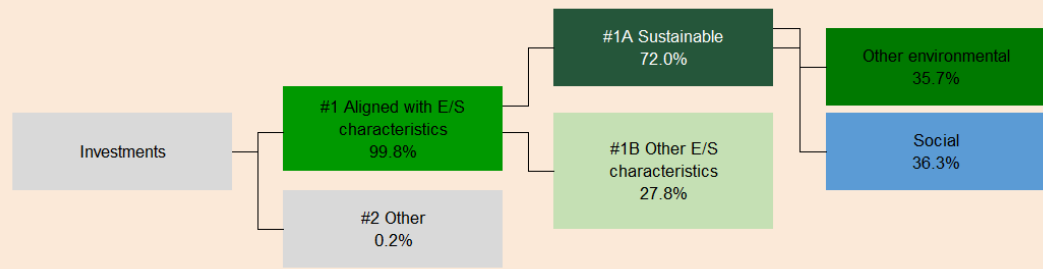 Investments
#1 Aligned with E/S
characteristics
99.8%
#2 Other
0.2%
#1A Sustainable
72.0%
#1B Other E/S
characteristics
27.8%
Other environmental
35.7%
Social
36.3%